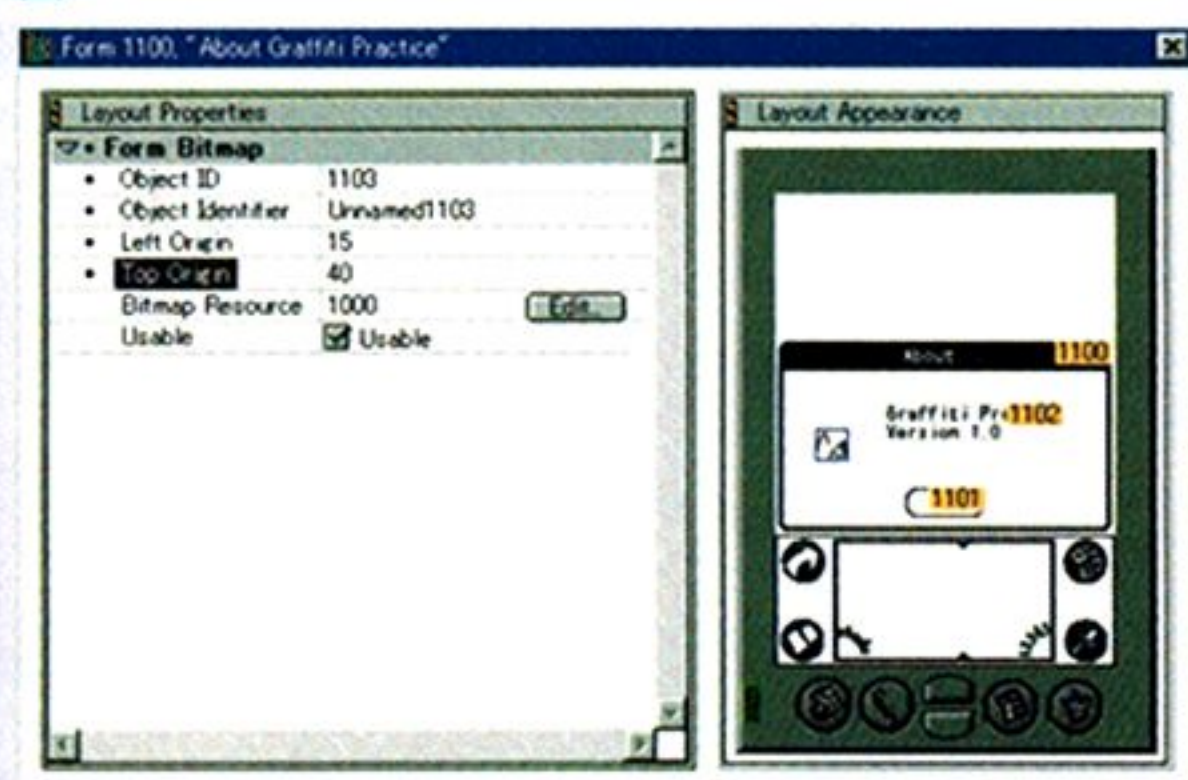 Form 1100, "About Graffiti Practice"
Layout Properties
Form Bitmap
Object ID 1103
Object Identifier Unnamed1103
Left Origin 15
Top Origin 40
Bitmap Resource 1000 Edit...
Usable Usable
Layout Appearance
About 1100
Graffiti Pr 1102
Version 1.0
1101